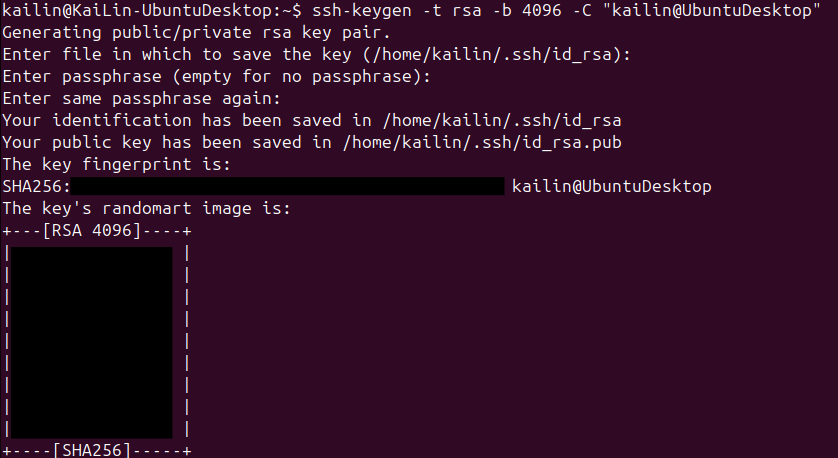 kailin@KaiLin-UbuntuDesktop:~$ ssh-keygen -t rsa -b 4096 -C "kailin@UbuntuDesktop"
Generating public/private rsa key pair.
Enter file in which to save the key (/home/kailin/.ssh/id_rsa):
Enter passphrase (empty for no passphrase):
Enter same passphrase again:
Your identification has been saved in /home/kailin/.ssh/id_rsa
Your public key has been saved in /home/kailin/.ssh/id_rsa.pub
The key fingerprint is:
SHA256: kailin@UbuntuDesktop
The key's randomart image is:
+---[RSA 4096]----+
| |
| |
| |
| |
| |
| |
| |
| |
| |
+----[SHA256]-----+